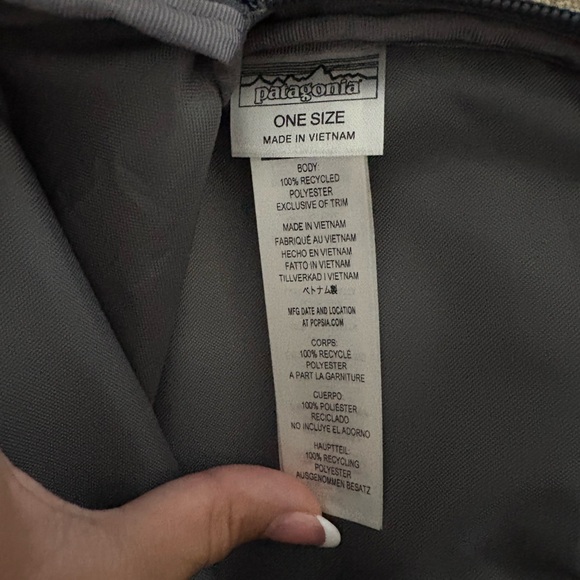 patagonia
ONE SIZE
MADE IN VIETNAM
BODY:
100% RECYCLED
POLYESTER
EXCLUSIVE OF TRIM
MADE IN VIETNAM
FABRIQUÉ AU VIETNAM
HECHO EN VIETNAM
FATTO IN VIETNAM
TILLVERKAD I VIETNAM
ベトナム製
MFG DATE AND LOCATION
AT PCPSIA.COM
CORPS:
100% RECYCLÉ
POLYESTER
A PART LA GARNITURE
CUERPO:
100% POLIÉSTER
RECICLADO
NO INCLUYE EL ADORNO
HAUPTTEIL:
100% RECYCLING
POLYESTER
AUSGENOMMEN BESATZ